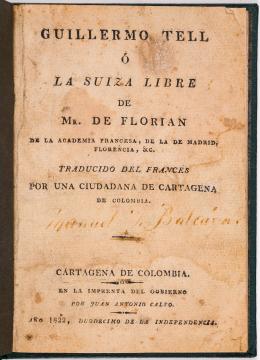 GUILLERMO TELL
Ó
LA SUIZA LIBRE
DE
MR. DE FLORIAN
DE LA ACADEMIA FRANCESA, DE LA DE MADRID,
FLORENCIA, &C.
TRADUCIDO DEL FRANCES
POR UNA CIUDADANA DE CARTAGENA
DE COLOMBIA.
Manuel
CARTAGENA DE COLOMBIA.
EN LA IMPRENTA DEL GOBIERNO
POR JUAN ANTONIO CALVO.
AÑO 1822, DUODECIMO DE LA INDEPENDENCIA.